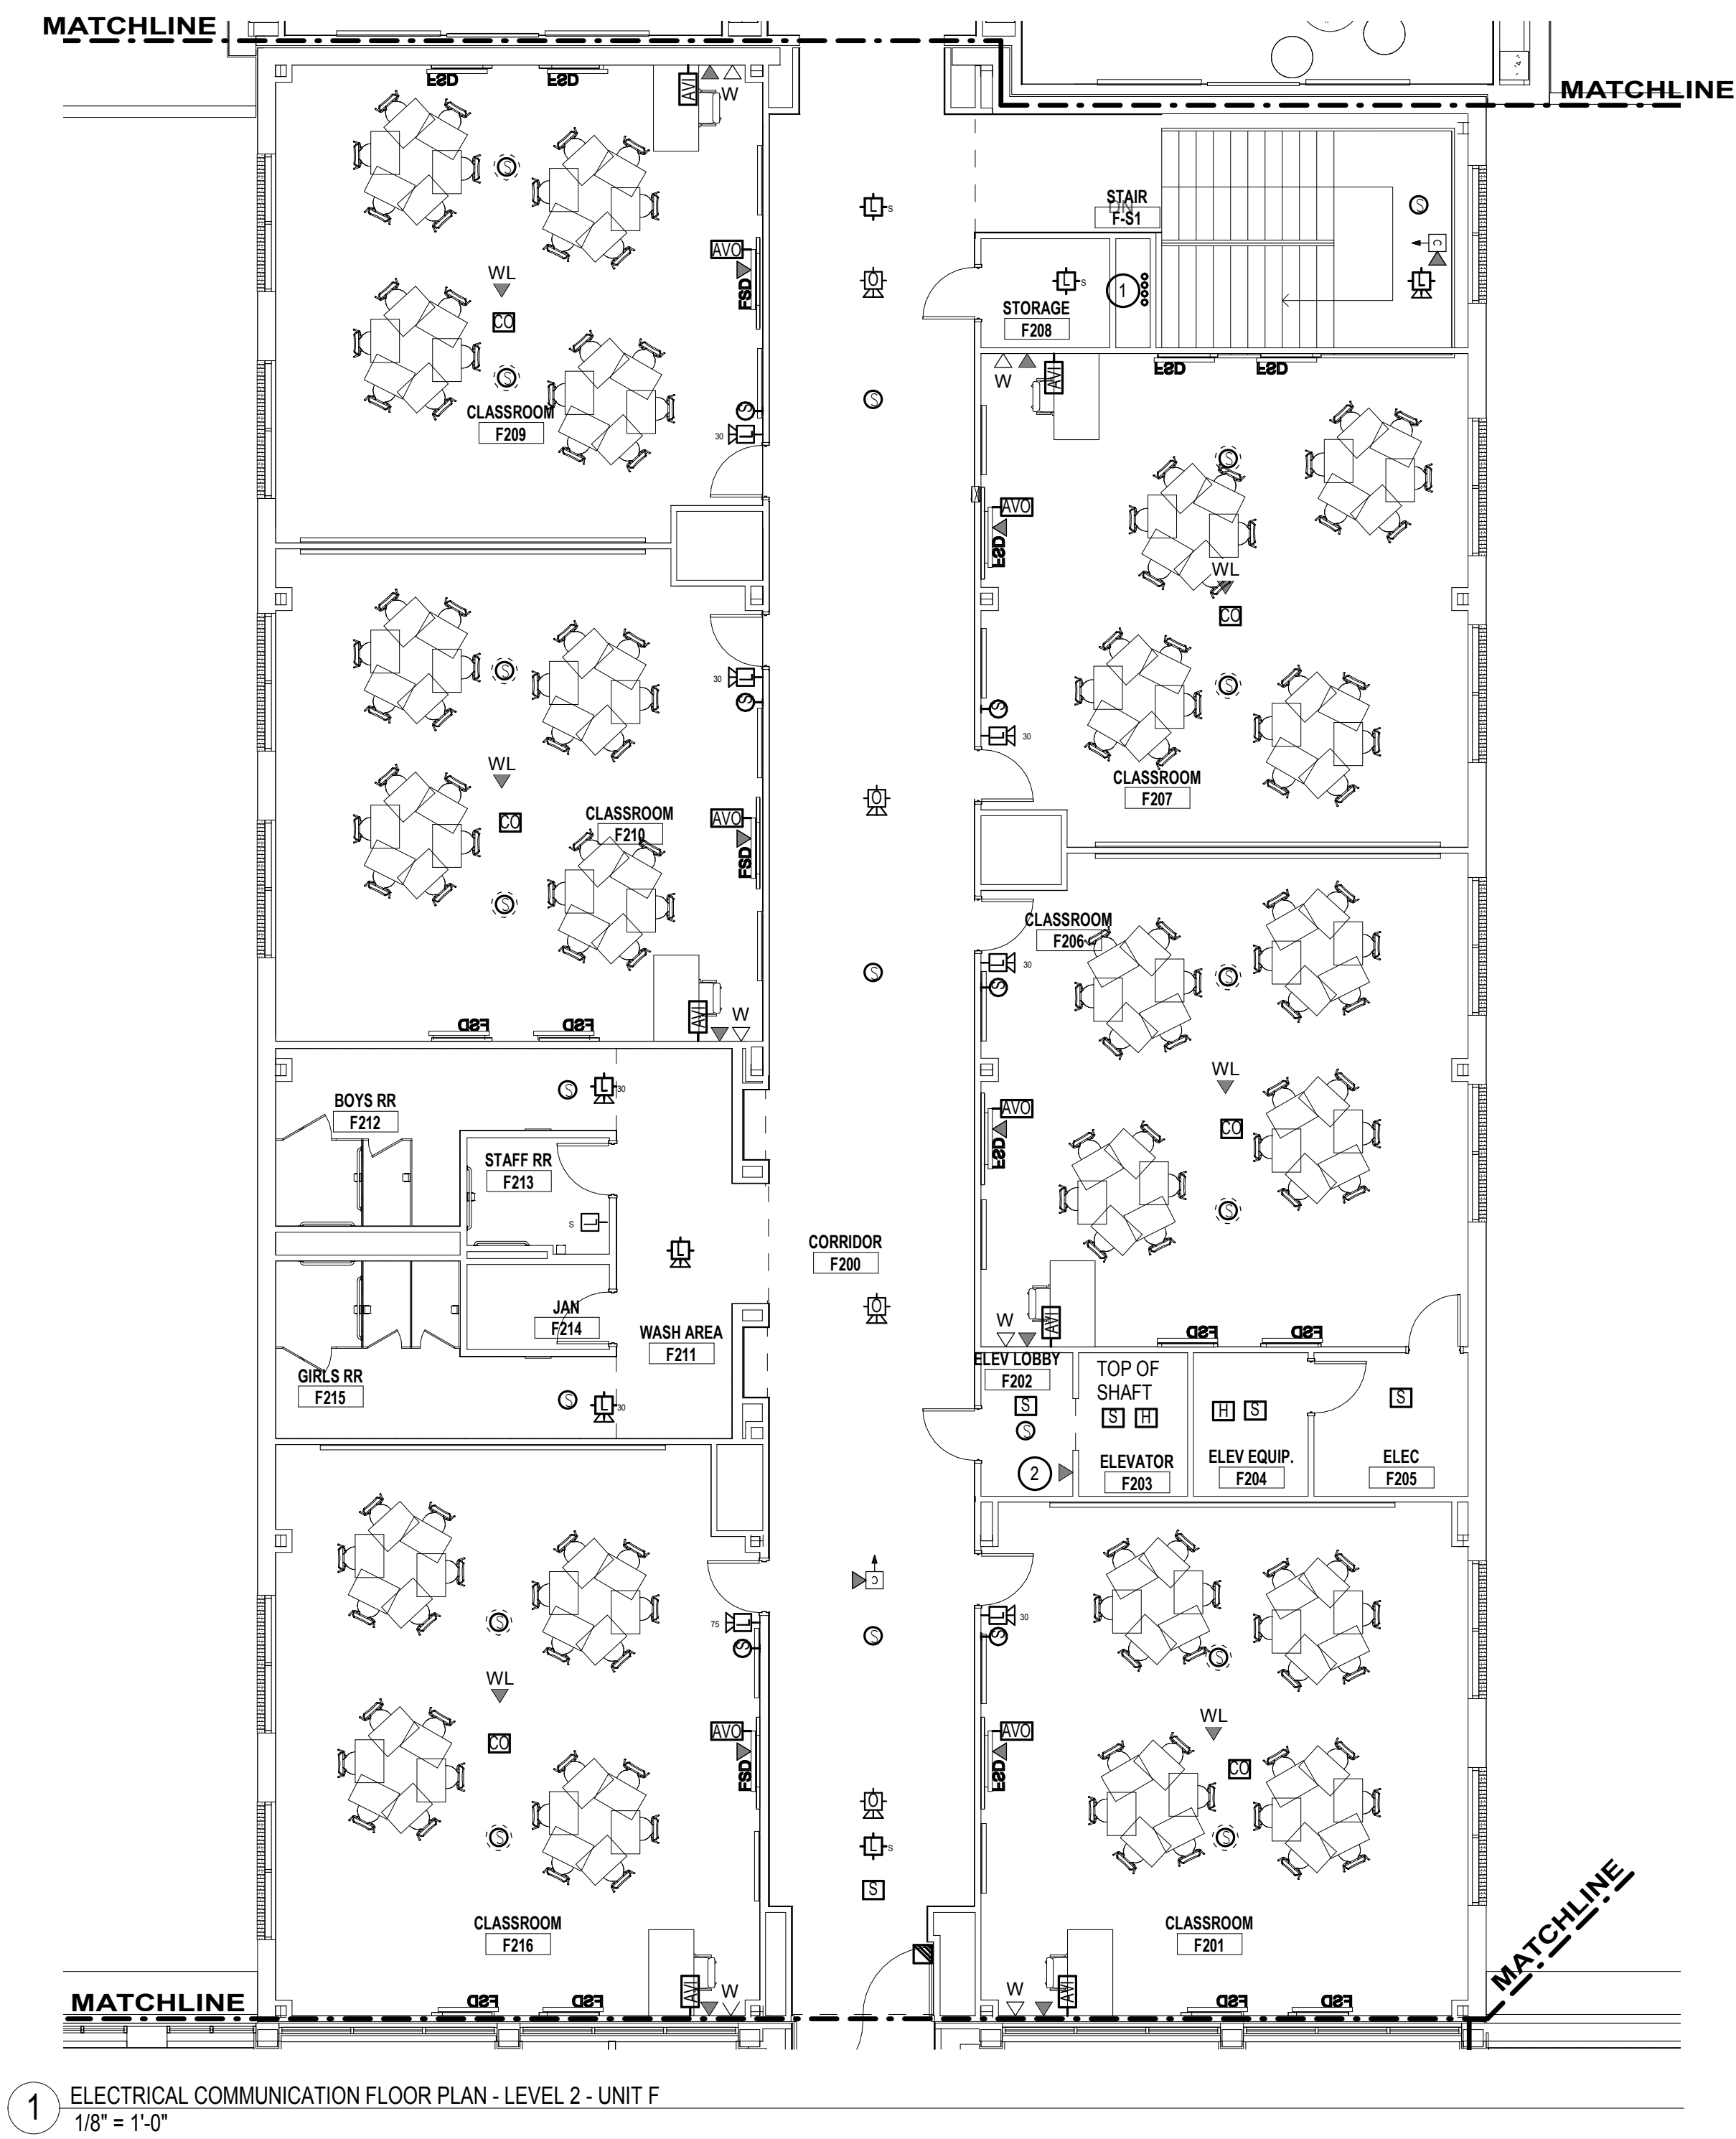 MATCHLINE
MATCHLINE
FSD
FSD
AVI
W
S
L S
STAIR
DN
F-S1
S
C
L
AVO
FSD
WL
CO
O
L S
1
STORAGE
F208
S
CLASSROOM
F209
S
30 L
S
W
AVI
FSD
FSD
S
AVO
FSD
WL
CO
S
S
L 30
CLASSROOM
F207
S
30 L
S
WL
CO
CLASSROOM
F210
AVO
FSD
O
S
FSD
FSD
AVI
W
S
CLASSROOM
F206
L 30
S
S
WL
CO
AVO
FSD
S
BOYS RR
F212
S
L 30
STAFF RR
F213
S L
L
CORRIDOR
F200
O
JAN
F214
WASH AREA
F211
GIRLS RR
F215
S
L 30
W
AVI
FSD
FSD
ELEV LOBBY
F202
S
S
2
TOP OF
SHAFT
S
H
ELEVATOR
F203
H
S
ELEV EQUIP.
F204
S
ELEC
F205
C
S
S
75 L
S
WL
CO
AVO
FSD
S
CLASSROOM
F216
AVI
W
FSD
FSD
L 30
S
S
WL
CO
AVO
FSD
S
O
L S
S
CLASSROOM
F201
W
AVI
FSD
FSD
MATCHLINE
MATCHLINE
1
ELECTRICAL COMMUNICATION FLOOR PLAN - LEVEL 2 - UNIT F
1/8" = 1'-0"